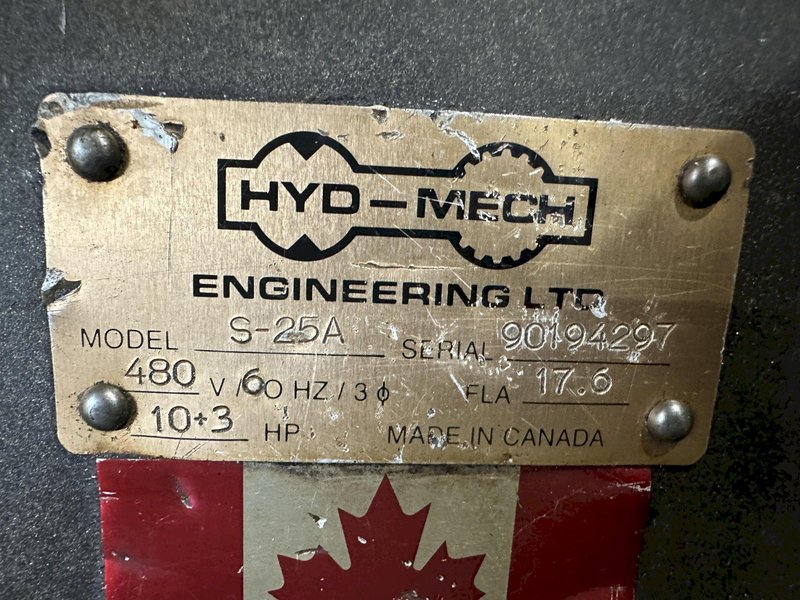 HYD-MECH
ENGINEERING LTD
MODEL S-25A SERIAL 90194297
480 V/60 HZ/3ϕ FLA 17.6
10+3 HP MADE IN CANADA